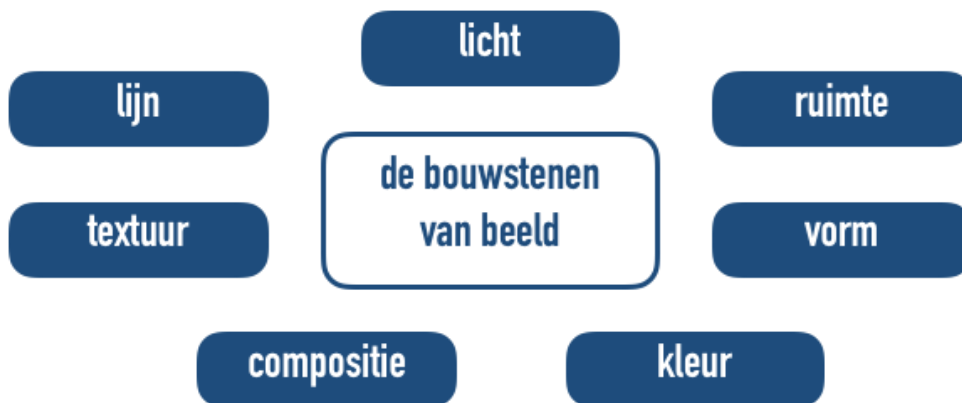 licht
lijn
ruimte
de bouwstenen
van beeld
textuur
vorm
compositie
kleur